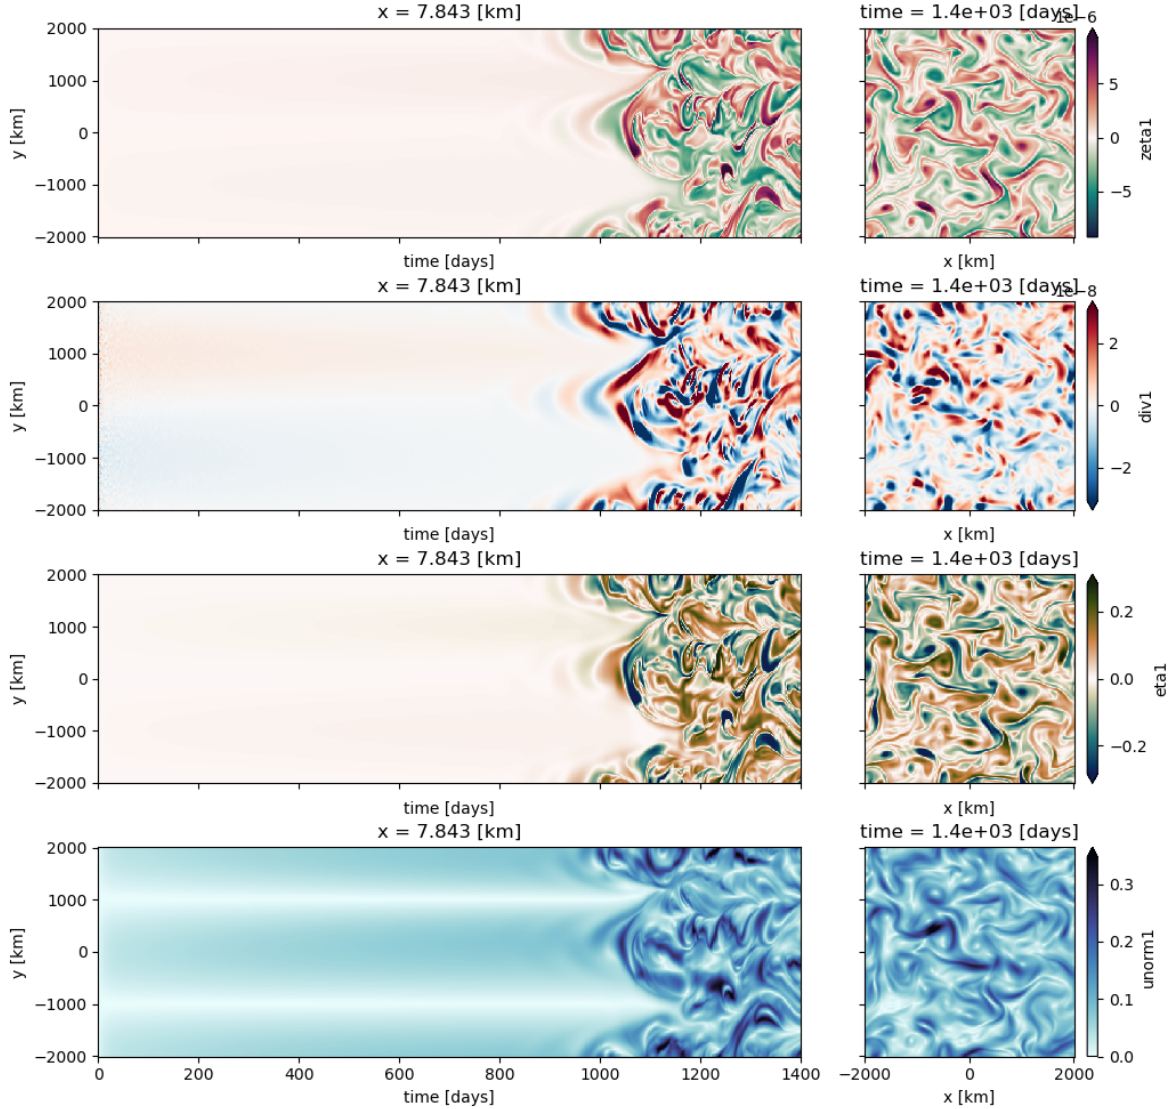 x = 7.843 [km] time = 1.4e+03 [days]
1e−6
2000
1000
0
−1000
−2000
y [km]
time [days] x [km]
5
0
−5
zeta1
x = 7.843 [km] time = 1.4e+03 [days]
1e−8
2000
1000
0
−1000
−2000
y [km]
time [days] x [km]
2
0
−2
div1
x = 7.843 [km] time = 1.4e+03 [days]
2000
1000
0
−1000
−2000
y [km]
time [days] x [km]
0.2
0.0
−0.2
eta1
x = 7.843 [km] time = 1.4e+03 [days]
2000
1000
0
−1000
−2000
y [km]
0 200 400 600 800 1000 1200 1400
time [days]
−2000 0 2000
x [km]
0.3
0.2
0.1
0.0
unorm1